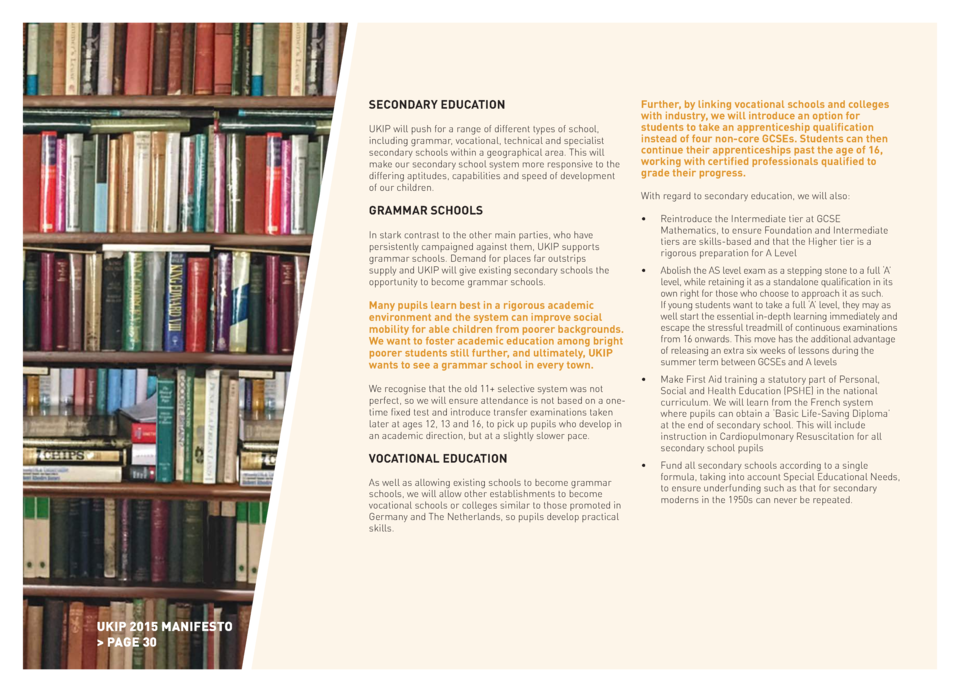 SECONDARY EDUCATION
UKIP will push for a range of different types of school,
including grammar, vocational, technical and specialist
secondary schools within a geographical area. This will
make our secondary school system more responsive to the
differing aptitudes, capabilities and speed of development
of our children.
GRAMMAR SCHOOLS
In stark contrast to the other main parties, who have
persistently campaigned against them, UKIP supports
grammar schools. Demand for places far outstrips
supply and UKIP will give existing secondary schools the
opportunity to become grammar schools.
Many pupils learn best in a rigorous academic
environment and the system can improve social
mobility for able children from poorer backgrounds.
We want to foster academic education among bright
poorer students still further, and ultimately, UKIP
wants to see a grammar school in every town.
We recognise that the old 11+ selective system was not
perfect, so we will ensure attendance is not based on a one-
time fixed test and introduce transfer examinations taken
later at ages 12, 13 and 16, to pick up pupils who develop in
an academic direction, but at a slightly slower pace.
VOCATIONAL EDUCATION
As well as allowing existing schools to become grammar
schools, we will allow other establishments to become
vocational schools or colleges similar to those promoted in
Germany and The Netherlands, so pupils develop practical
skills.
Further, by linking vocational schools and colleges
with industry, we will introduce an option for
students to take an apprenticeship qualification
instead of four non-core GCSEs. Students can then
continue their apprenticeships past the age of 16,
working with certified professionals qualified to
grade their progress.
With regard to secondary education, we will also:
• Reintroduce the Intermediate tier at GCSE
Mathematics, to ensure Foundation and Intermediate
tiers are skills-based and that the Higher tier is a
rigorous preparation for A Level
• Abolish the AS level exam as a stepping stone to a full ‘A’
level, while retaining it as a standalone qualification in its
own right for those who choose to approach it as such.
If young students want to take a full ‘A’ level, they may as
well start the essential in-depth learning immediately and
escape the stressful treadmill of continuous examinations
from 16 onwards. This move has the additional advantage
of releasing an extra six weeks of lessons during the
summer term between GCSEs and A levels
• Make First Aid training a statutory part of Personal,
Social and Health Education (PSHE) in the national
curriculum. We will learn from the French system
where pupils can obtain a ‘Basic Life-Saving Diploma’
at the end of secondary school. This will include
instruction in Cardiopulmonary Resuscitation for all
secondary school pupils
• Fund all secondary schools according to a single
formula, taking into account Special Educational Needs,
to ensure underfunding such as that for secondary
moderns in the 1950s can never be repeated.
KING EDWARD VIII
CHIPS
UKIP 2015 MANIFESTO
> PAGE 30